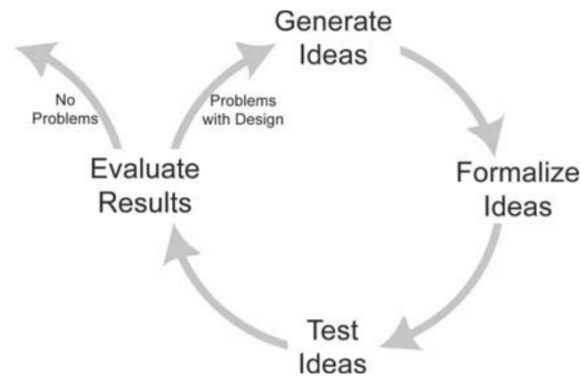 Generate
Ideas
No
Problems
Problems
with Design
Evaluate
Results
Formalize
Ideas
Test
Ideas